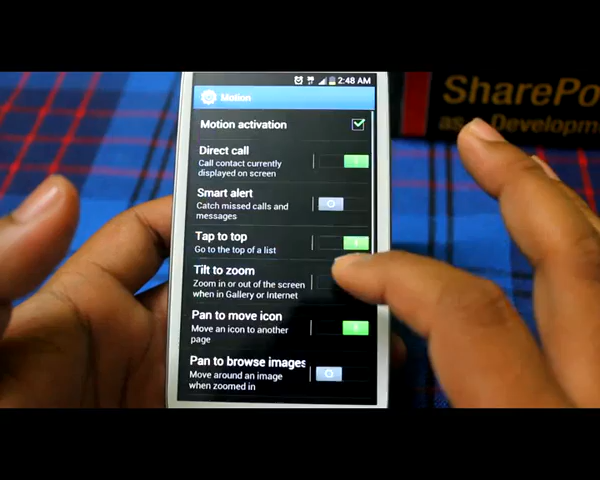 2:48 AM
SharePo
as a Developm
Motion
Motion activation
Direct call
Call contact currently
displayed on screen
Smart alert
Catch missed calls and
messages
Tap to top
Go to the top of a list
Tilt to zoom
Zoom in or out of the screen
when in Gallery or Internet
Pan to move icon
Move an icon to another
page
Pan to browse images
Move around an image
when zoomed in